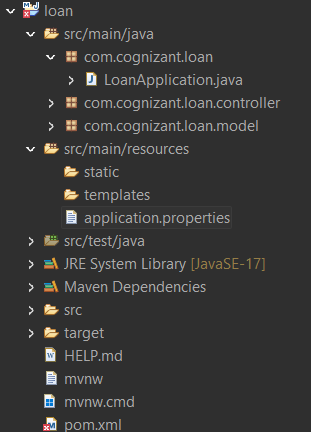 loan
src/main/java
com.cognizant.loan
LoanApplication.java
com.cognizant.loan.controller
com.cognizant.loan.model
src/main/resources
static
templates
application.properties
src/test/java
JRE System Library [JavaSE-17]
Maven Dependencies
src
target
HELP.md
mvnw
mvnw.cmd
pom.xml